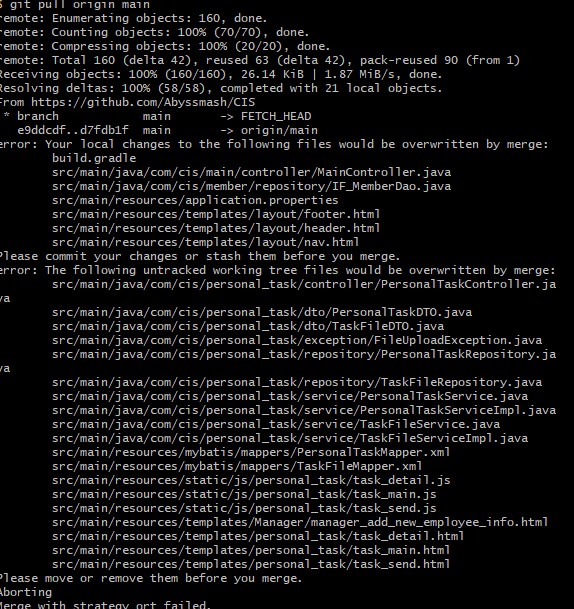 $ git pull origin main
remote: Enumerating objects: 160, done.
remote: Counting objects: 100% (70/70), done.
remote: Compressing objects: 100% (20/20), done.
remote: Total 160 (delta 42), reused 63 (delta 42), pack-reused 90 (from 1)
Receiving objects: 100% (160/160), 26.14 KiB | 1.87 MiB/s, done.
Resolving deltas: 100% (58/58), completed with 21 local objects.
From https://github.com/Abyssmash/CIS
 * branch            main       -> FETCH_HEAD
   e9ddcdf..d7fdb1f  main       -> origin/main
error: Your local changes to the following files would be overwritten by merge:
        build.gradle
        src/main/java/com/cis/main/controller/MainController.java
        src/main/java/com/cis/member/repository/IF_MemberDao.java
        src/main/resources/application.properties
        src/main/resources/templates/layout/footer.html
        src/main/resources/templates/layout/header.html
        src/main/resources/templates/layout/nav.html
Please commit your changes or stash them before you merge.
error: The following untracked working tree files would be overwritten by merge:
        src/main/java/com/cis/personal_task/controller/PersonalTaskController.ja
va
        src/main/java/com/cis/personal_task/dto/PersonalTaskDTO.java
        src/main/java/com/cis/personal_task/dto/TaskFileDTO.java
        src/main/java/com/cis/personal_task/exception/FileUploadException.java
        src/main/java/com/cis/personal_task/repository/PersonalTaskRepository.ja
va
        src/main/java/com/cis/personal_task/repository/TaskFileRepository.java
        src/main/java/com/cis/personal_task/service/PersonalTaskService.java
        src/main/java/com/cis/personal_task/service/PersonalTaskServiceImpl.java
        src/main/java/com/cis/personal_task/service/TaskFileService.java
        src/main/java/com/cis/personal_task/service/TaskFileServiceImpl.java
        src/main/resources/mybatis/mappers/PersonalTaskMapper.xml
        src/main/resources/mybatis/mappers/TaskFileMapper.xml
        src/main/resources/static/js/personal_task/task_detail.js
        src/main/resources/static/js/personal_task/task_main.js
        src/main/resources/static/js/personal_task/task_send.js
        src/main/resources/templates/Manager/manager_add_new_employee_info.html
        src/main/resources/templates/personal_task/task_detail.html
        src/main/resources/templates/personal_task/task_main.html
        src/main/resources/templates/personal_task/task_send.html
Please move or remove them before you merge.
Aborting
Merge with strategy ort failed.